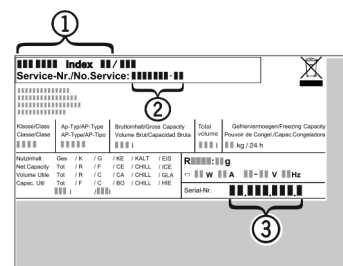 1
Index /
Service-Nr./No.Service: -
2
Klasse/Class Ap-Typ/AP-Type Bruttoinhalt/Gross Capacity Total Gefriervermoegen/Freezing Capacity
Classe/Clase AP-Type/AP-Tipo Volume Brut/Capacidad Bruta volume Pouvoir de Congel./Capac.Congeladora
l l kg / 24 h
Nutzinhalt Ges / K / G / KE / KALT / EIS
Net.Capacity Tot / R / F / CE / CHILL / ICE
Volume Utile Tot / R / C / CA / CHILL / GLA
Capac. Util Tot / F / C / BO / CHILL / HIE
l / l
R : g
W A - V Hz
Serial-Nr.
3